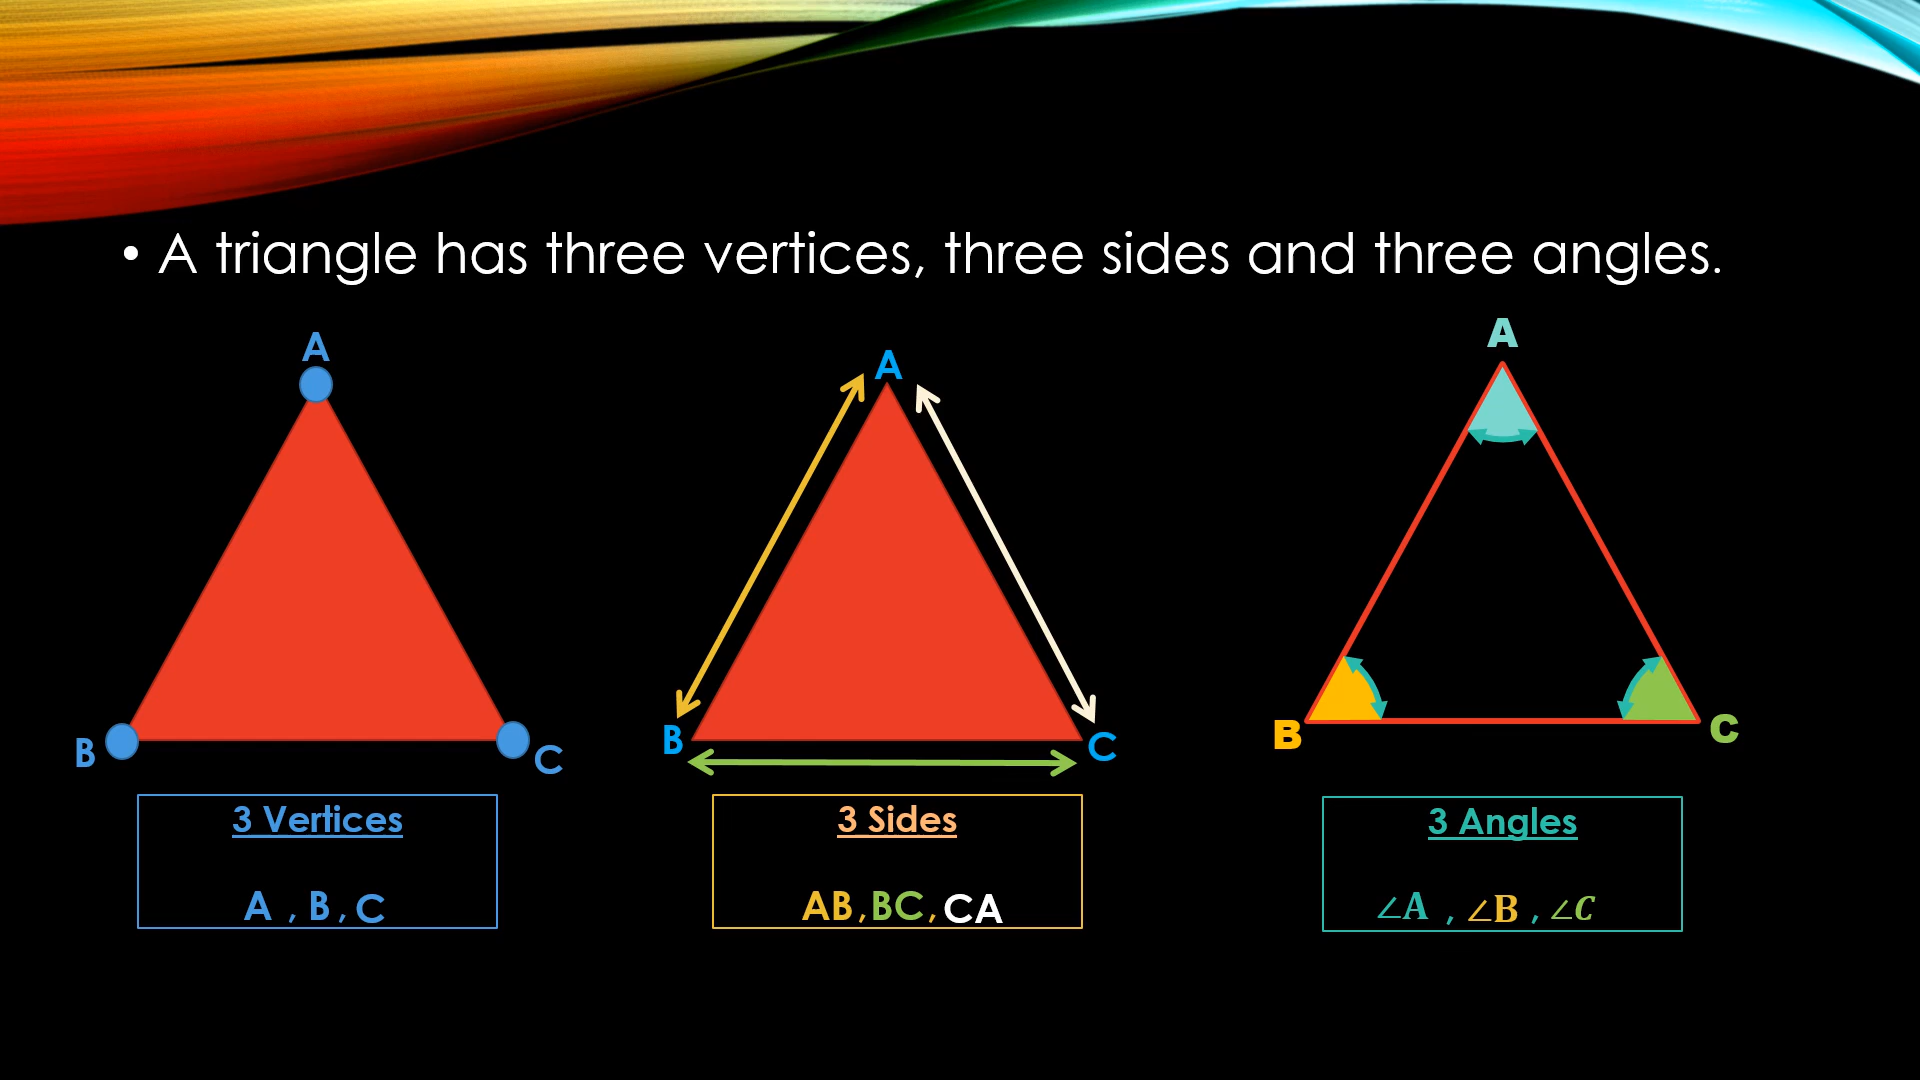 • A triangle has three vertices, three sides and three angles.
A
B
C
A
B
C
A
B
C
3 Vertices
A , B , C
3 Sides
AB, BC, CA
3 Angles
∠A , ∠B , ∠C